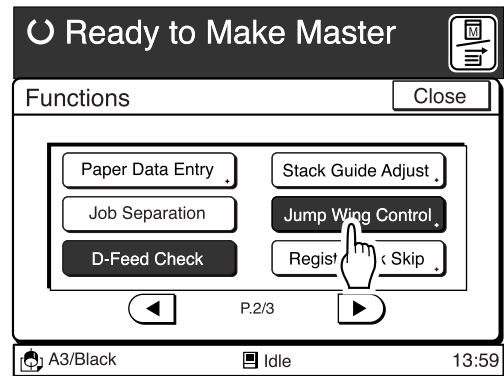 Ready to Make Master
M
Functions
Close
Paper Data Entry
Stack Guide Adjust
Job Separation
Jump Wing Control
D-Feed Check
Skip
P.2/3
A3/Black
Idle
13:59